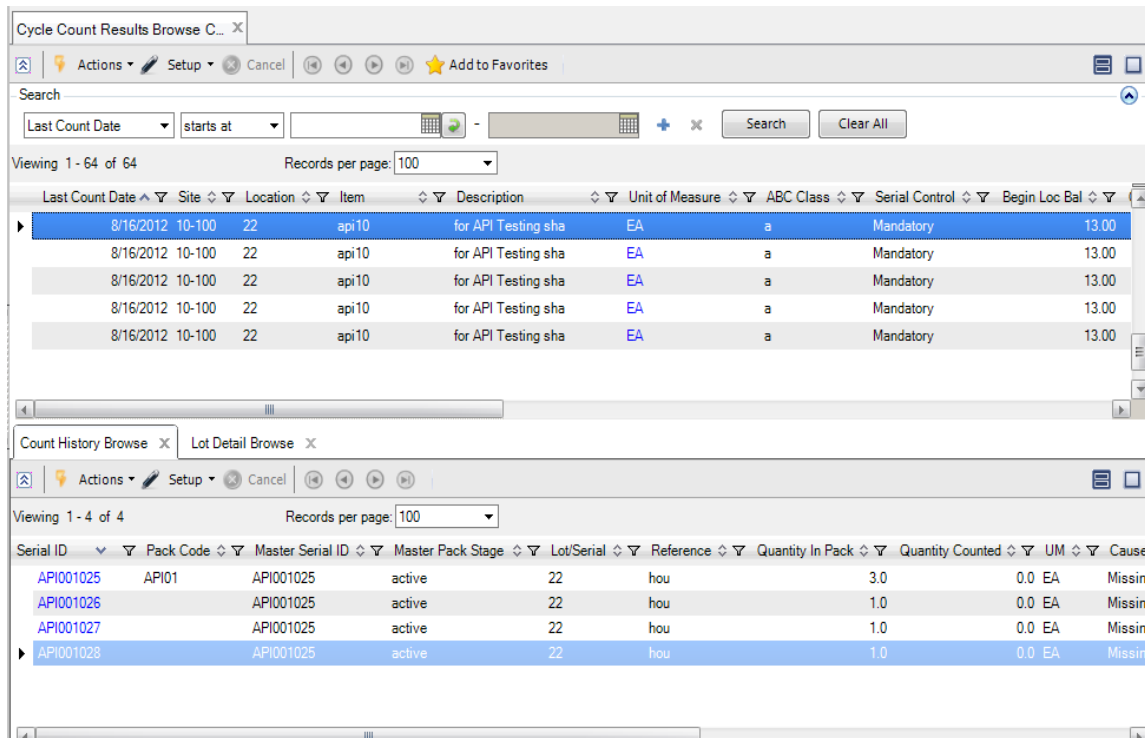 Cycle Count Results Browse C...
Actions Setup Cancel Add to Favorites
Search
Last Count Date starts at - Search Clear All
Viewing 1 - 64 of 64 Records per page: 100
Last Count Date Site Location Item Description Unit of Measure ABC Class Serial Control Begin Loc Bal
8/16/2012 10-100 22 api10 for API Testing sha EA a Mandatory 13.00
8/16/2012 10-100 22 api10 for API Testing sha EA a Mandatory 13.00
8/16/2012 10-100 22 api10 for API Testing sha EA a Mandatory 13.00
8/16/2012 10-100 22 api10 for API Testing sha EA a Mandatory 13.00
8/16/2012 10-100 22 api10 for API Testing sha EA a Mandatory 13.00
Count History Browse Lot Detail Browse
Actions Setup Cancel
Viewing 1 - 4 of 4 Records per page: 100
Serial ID Pack Code Master Serial ID Master Pack Stage Lot/Serial Reference Quantity In Pack Quantity Counted UM Cause
API001025 API01 API001025 active 22 hou 3.0 0.0 EA Missin
API001026 API001025 active 22 hou 1.0 0.0 EA Missin
API001027 API001025 active 22 hou 1.0 0.0 EA Missin
API001028 API001025 active 22 hou 1.0 0.0 EA Missin